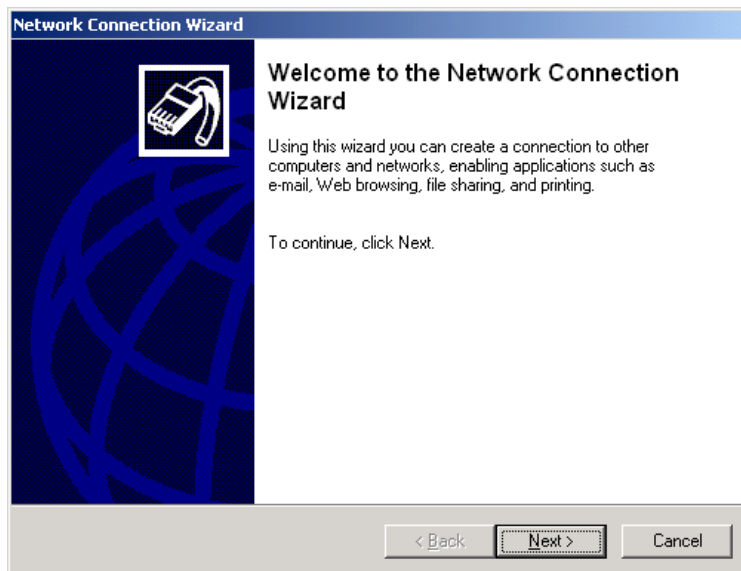 Network Connection Wizard
Welcome to the Network Connection
Wizard
Using this wizard you can create a connection to other
computers and networks, enabling applications such as
e-mail, Web browsing, file sharing, and printing.
To continue, click Next.
< Back
Next >
Cancel